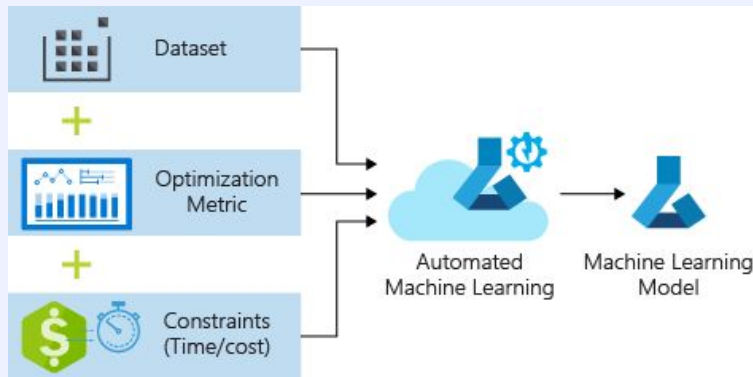 Dataset
+
Optimization
Metric
+
Constraints
(Time/cost)
$
Automated
Machine Learning
Machine Learning
Model